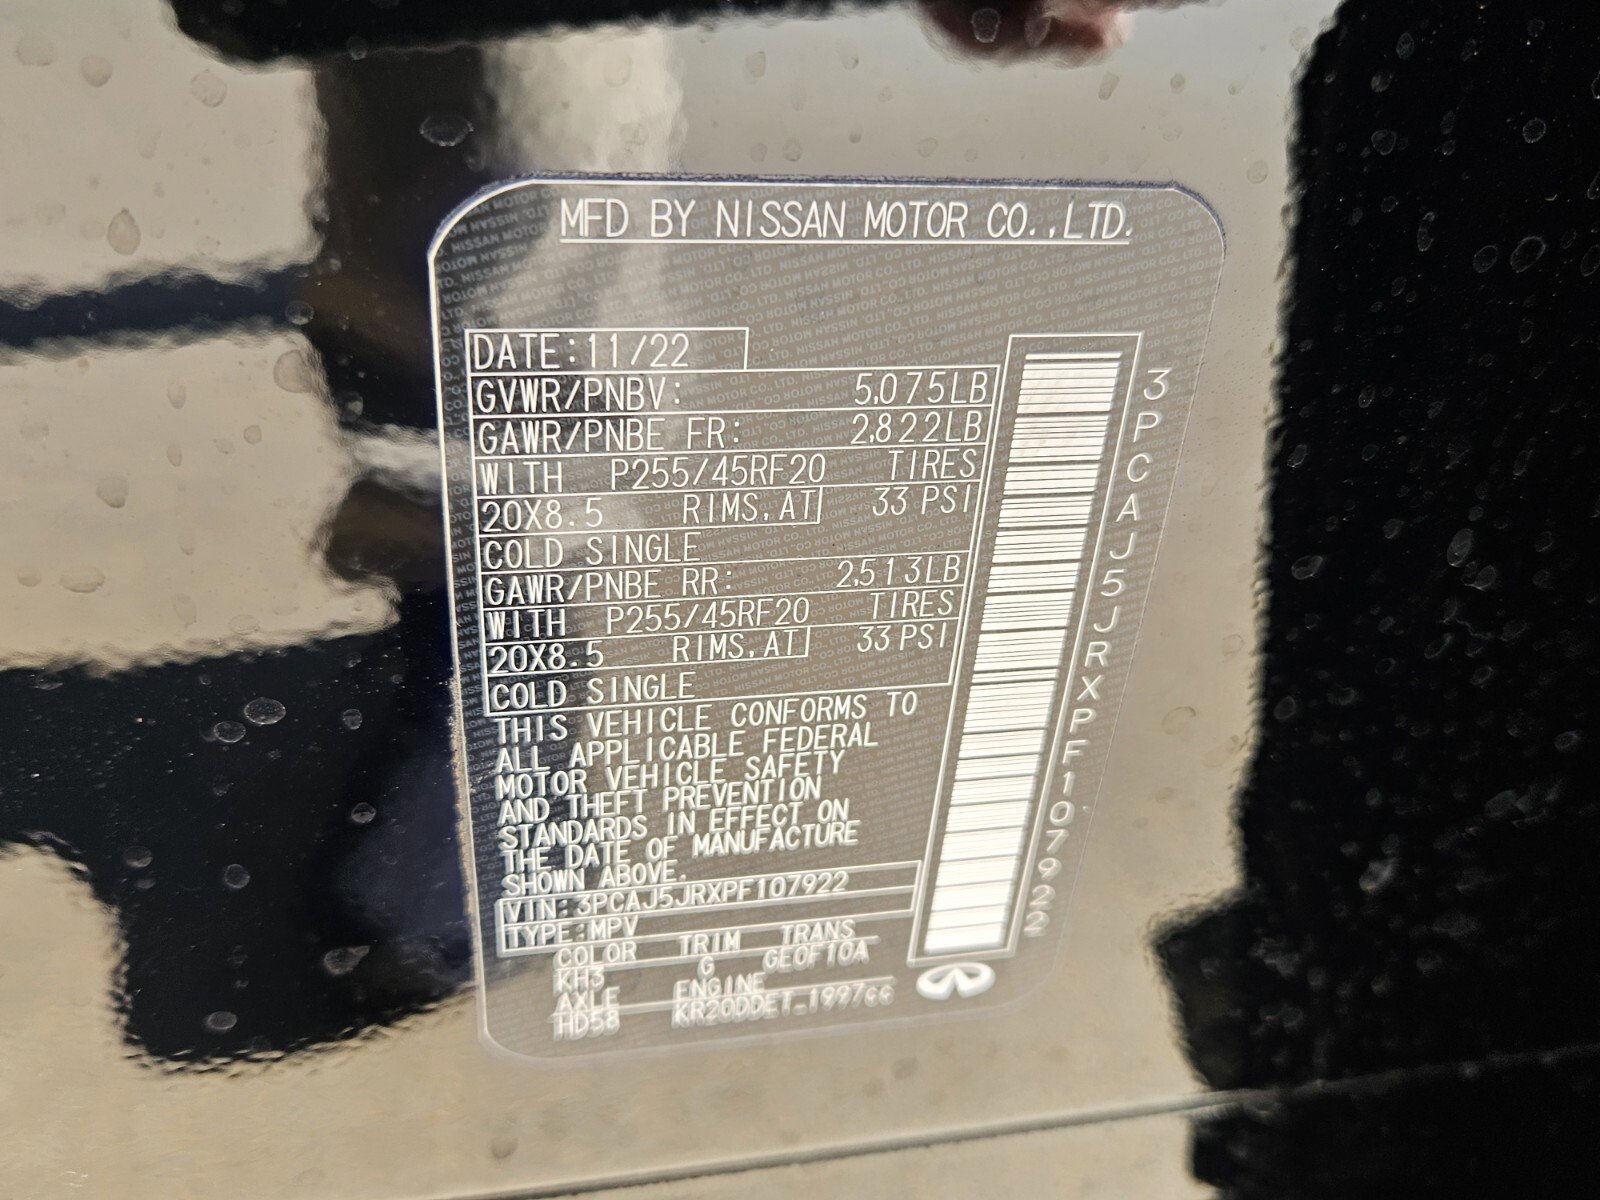 MFD BY NISSAN MOTOR CO.,LTD.
DATE:11/22
GVWR/PNBV: 5,075LB
GAWR/PNBE FR: 2,822LB
WITH P255/45RF20 TIRES
20X8.5 RIMS,AT 33 PSI
COLD SINGLE
GAWR/PNBE RR: 2,513LB
WITH P255/45RF20 TIRES
20X8.5 RIMS,AT 33 PSI
COLD SINGLE
THIS VEHICLE CONFORMS TO
ALL APPLICABLE FEDERAL
MOTOR VEHICLE SAFETY
AND THEFT PREVENTION
STANDARDS IN EFFECT ON
THE DATE OF MANUFACTURE
SHOWN ABOVE.
VIN:3PCAJ5JRXPF107922
TYPE:MPV
COLOR TRIM TRANS
KH3 G GEOF10A
AXLE ENGINE
HD58 KR20DDET-1997cc
3PCAJ5JRXPF107922